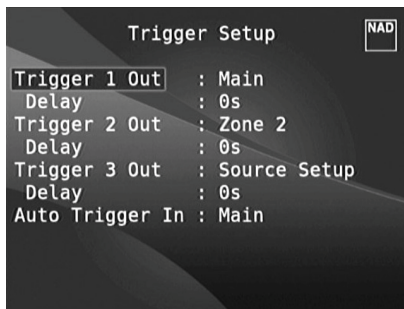 Trigger Setup
NAD
Trigger 1 Out : Main
Delay : 0s
Trigger 2 Out : Zone 2
Delay : 0s
Trigger 3 Out : Source Setup
Delay : 0s
Auto Trigger In : Main